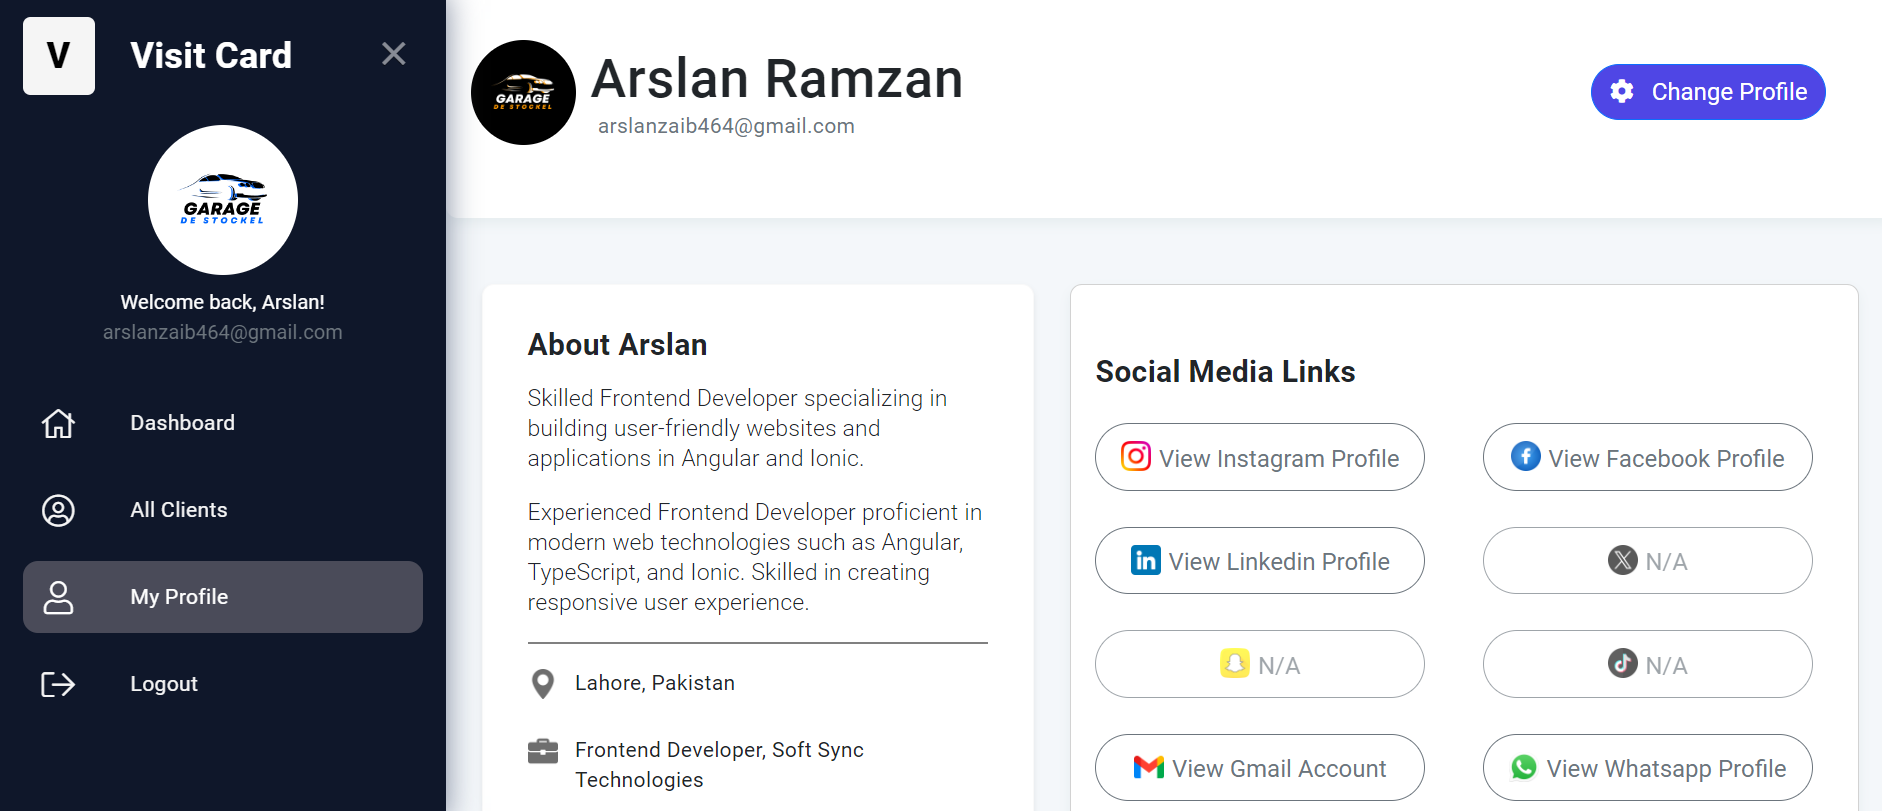 V
Visit Card
GARAGE
DE STOCKEL
Welcome back, Arslan!
arslanzaib464@gmail.com
Dashboard
All Clients
My Profile
Logout
GARAGE
DE STOCKEL
Arslan Ramzan
arslanzaib464@gmail.com
Change Profile
About Arslan
Skilled Frontend Developer specializing in
building user-friendly websites and
applications in Angular and Ionic.
Experienced Frontend Developer proficient in
modern web technologies such as Angular,
TypeScript, and Ionic. Skilled in creating
responsive user experience.
Lahore, Pakistan
Frontend Developer, Soft Sync
Technologies
Social Media Links
View Instagram Profile
View Facebook Profile
in View Linkedin Profile
N/A
N/A
N/A
View Gmail Account
View Whatsapp Profile